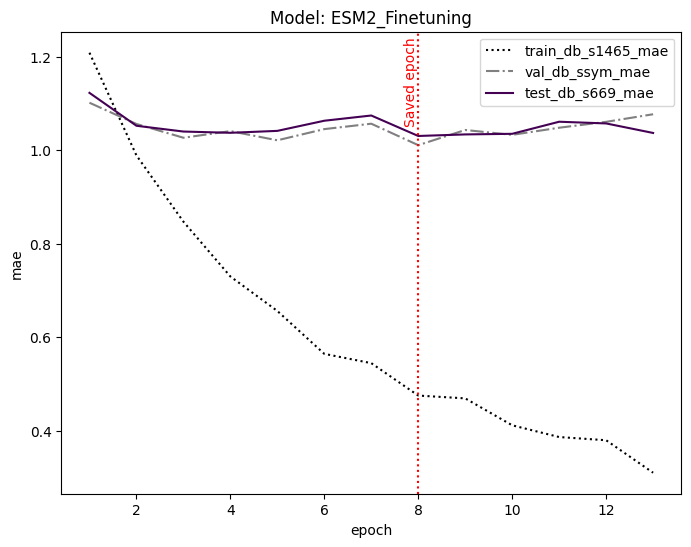 Model: ESM2_Finetuning
train_db_s1465_mae
val_db_ssym_mae
test_db_s669_mae
Saved epoch
mae
1.2
1.0
0.8
0.6
0.4
2 4 6 8 10 12
epoch